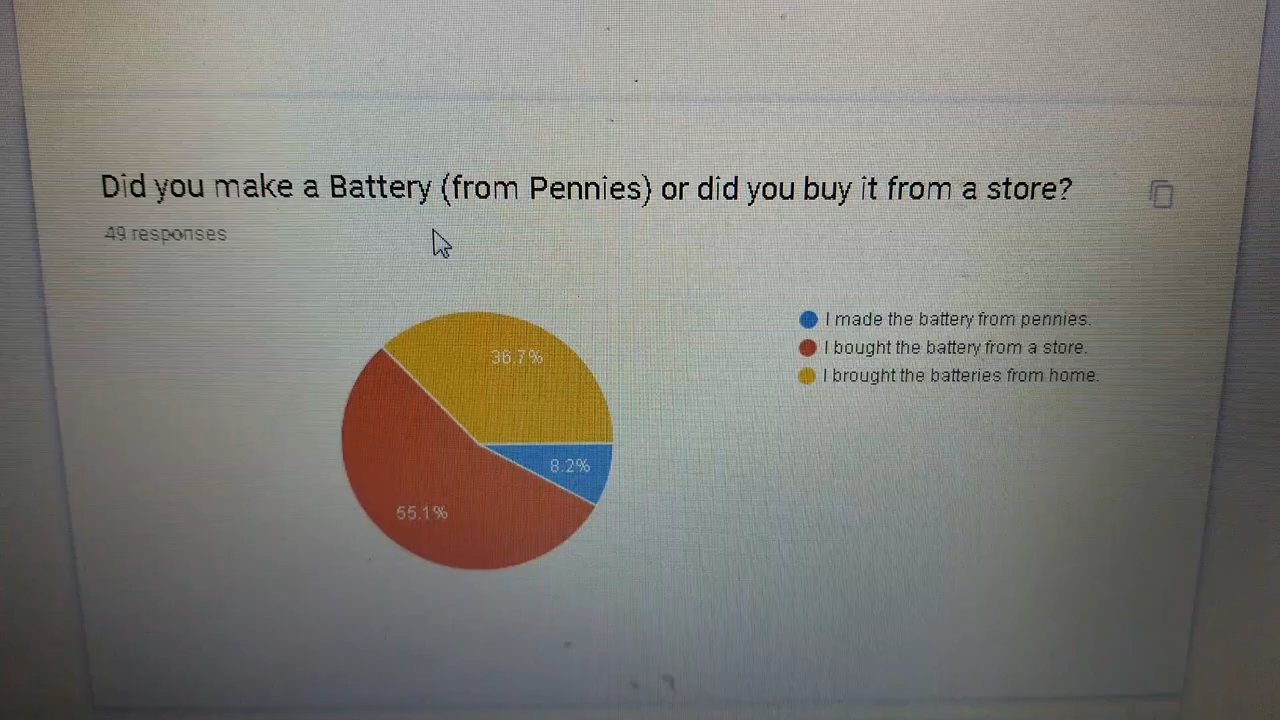 Did you make a Battery (from Pennies) or did you buy it from a store?
49 responses
I made the battery from pennies.
I bought the battery from a store.
I brought the batteries from home.
36.7%
8.2%
55.1%